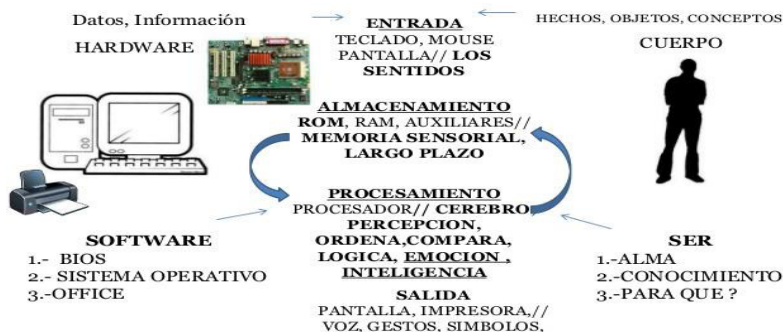 Datos, Información
HARDWARE
ENTRADA
TECLADO, MOUSE
PANTALLA// LOS
SENTIDOS
HECHOS, OBJETOS, CONCEPTOS
CUERPO
ALMACENAMIENTO
ROM, RAM, AUXILIARES//
MEMORIA SENSORIAL,
LARGO PLAZO
PROCESAMIENTO
PROCESADOR// CEREBRO,
PERCEPCION,
ORDENA,COMPARA,
LOGICA, EMOCION ,
INTELIGENCIA
SOFTWARE
1.- BIOS
2.- SISTEMA OPERATIVO
3.-OFFICE
SER
1.-ALMA
2.-CONOCIMIENTO
3.-PARA QUE ?
SALIDA
PANTALLA, IMPRESORA,//
VOZ, GESTOS, SIMBOLOS,